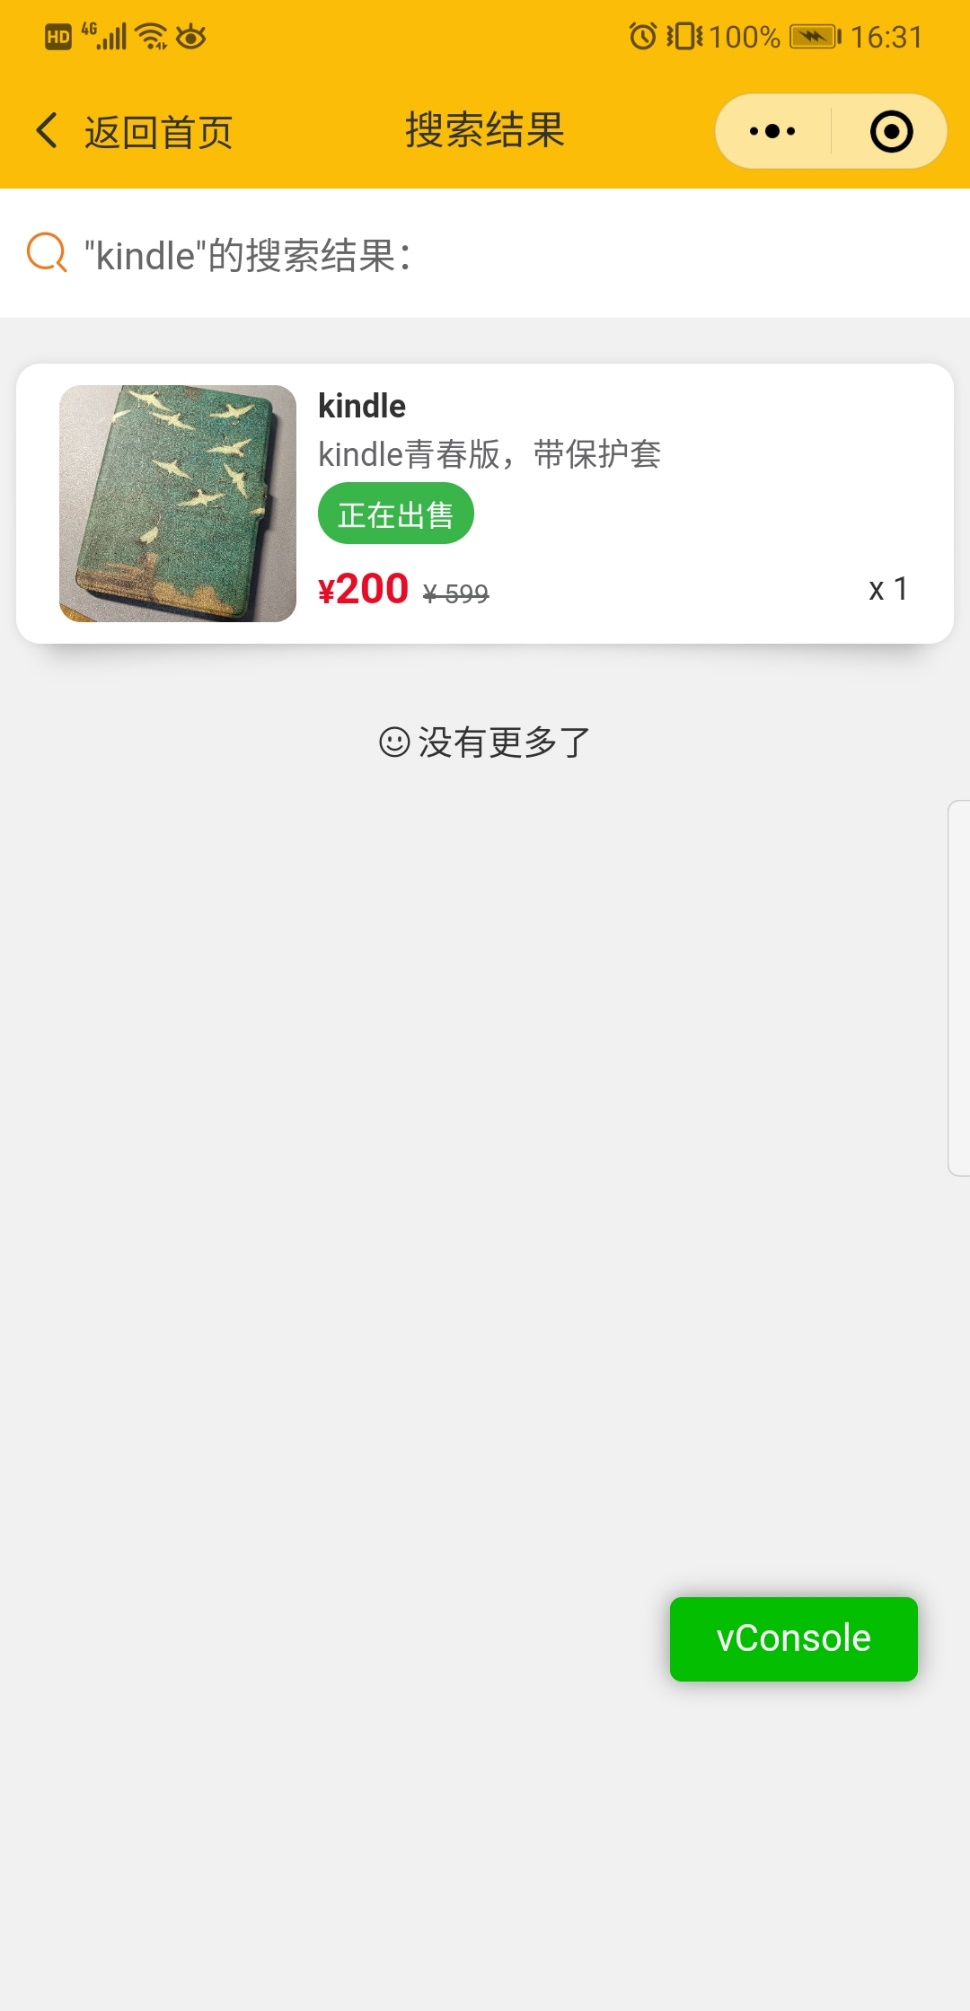 HD 4G 100% 16:31
返回首页 搜索结果
"kindle"的搜索结果：
kindle
kindle青春版，带保护套
正在出售
¥200 ¥ 599 x 1
没有更多了
vConsole